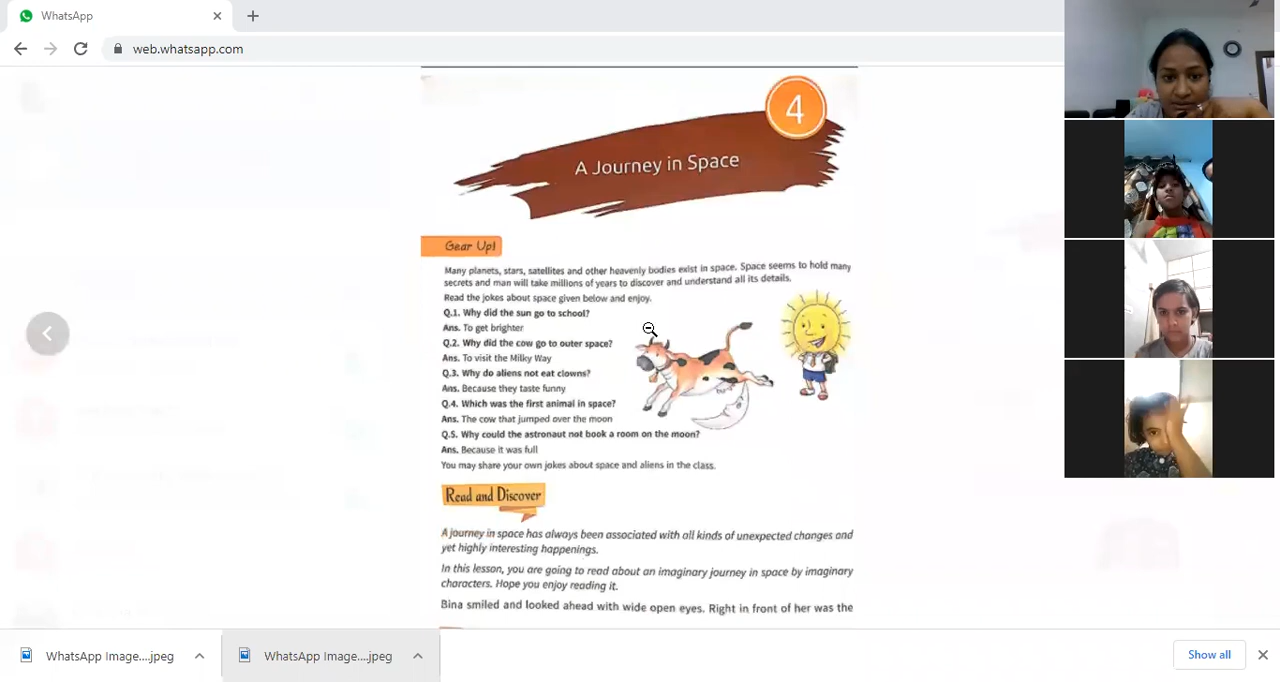 WhatsApp
web.whatsapp.com
4
A Journey in Space
Gear Up!
Many planets, stars, satellites and other heavenly bodies exist in space. Space seems to hold many
secrets and man will take millions of years to discover and understand all its details.
Read the jokes about space given below and enjoy.
Q.1. Why did the sun go to school?
Ans. To get brighter
Q.2. Why did the cow go to outer space?
Ans. To visit the Milky Way
Q.3. Why do aliens not eat clowns?
Ans. Because they taste funny
Q.4. Which was the first animal in space?
Ans. The cow that jumped over the moon
Q.5. Why could the astronaut not book a room on the moon?
Ans. Because it was full
You may share your own jokes about space and aliens in the class.
Read and Discover
A journey in space has always been associated with all kinds of unexpected changes and
yet highly interesting happenings.
In this lesson, you are going to read about an imaginary journey in space by imaginary
characters. Hope you enjoy reading it.
Bina smiled and looked ahead with wide open eyes. Right in front of her was the
WhatsApp Image....jpeg
WhatsApp Image....jpeg
Show all